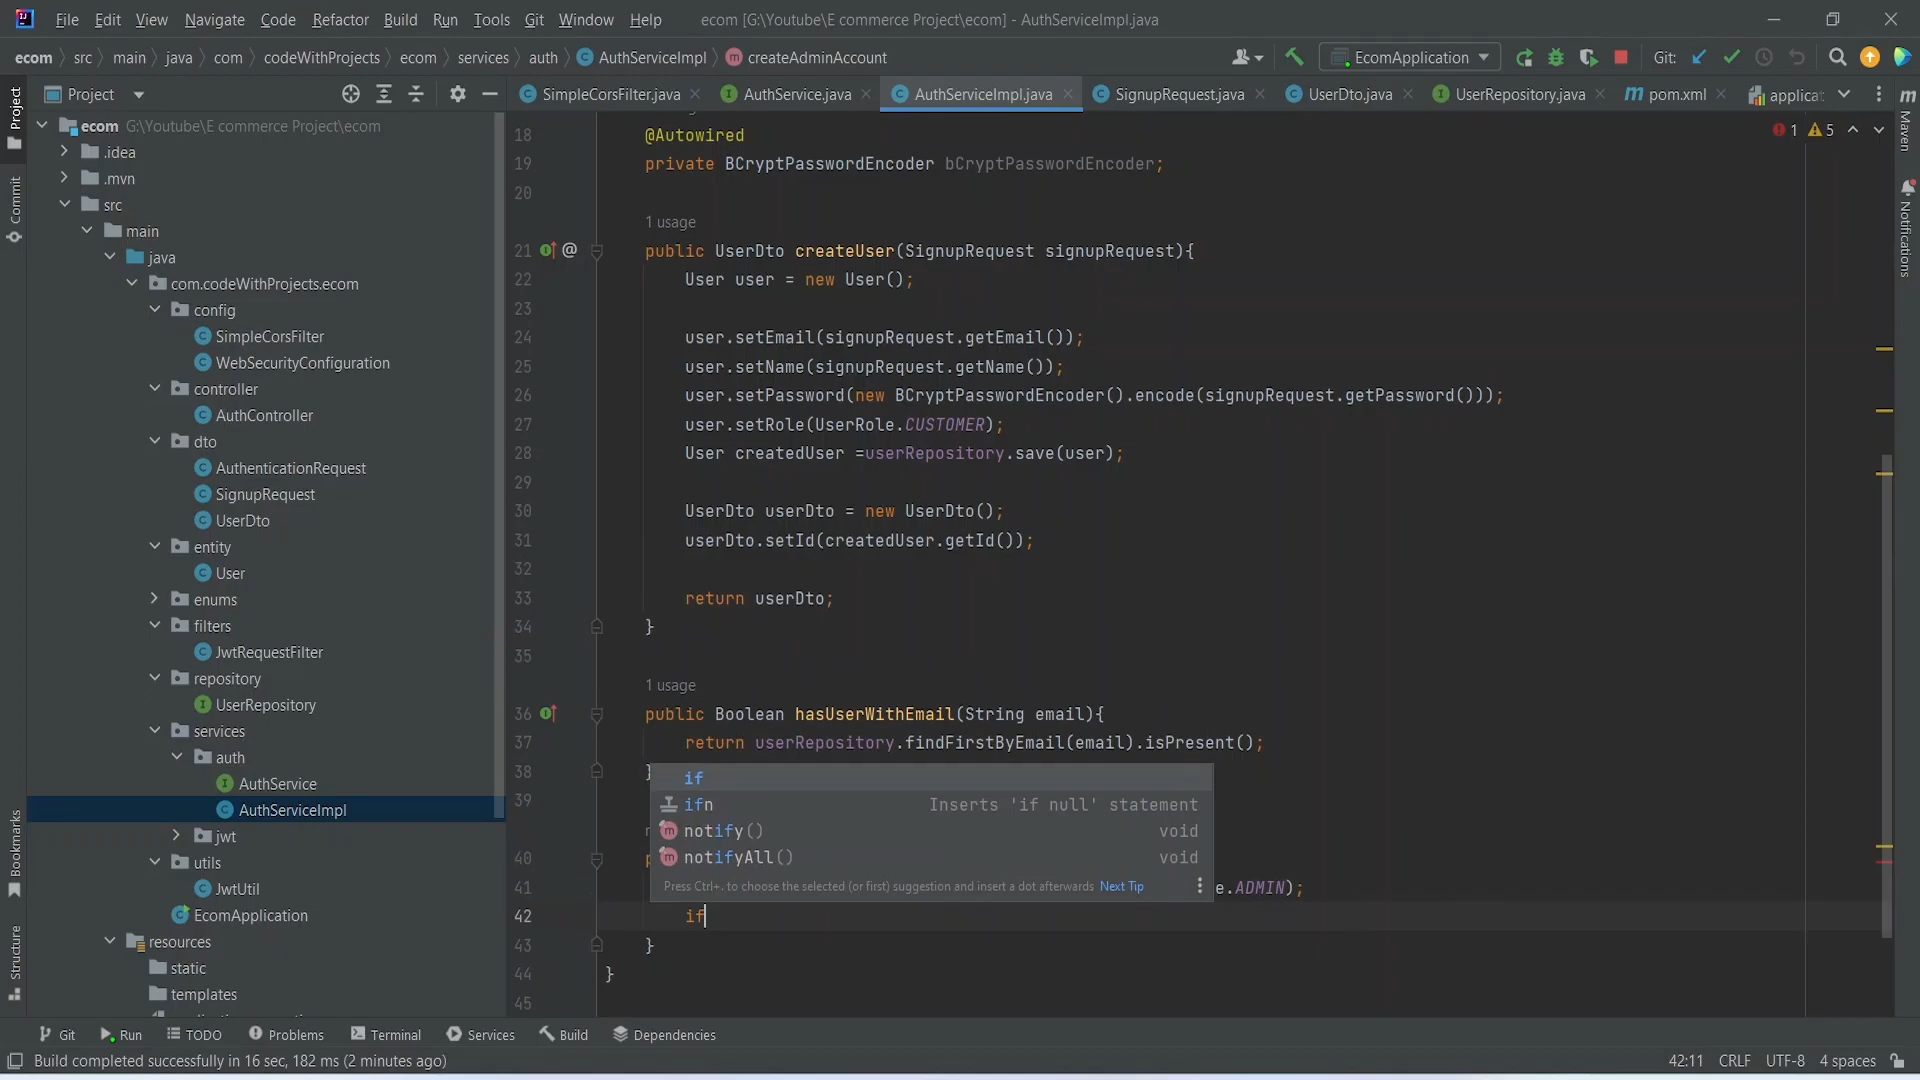 File Edit View Navigate Code Refactor Build Run Tools Git Window Help ecom [G:\Youtube\E commerce Project\ecom] - AuthServiceImpl.java
ecom src main java com codeWithProjects ecom services auth AuthServiceImpl createAdminAccount EcomApplication Git:
Project SimpleCorsFilter.java AuthService.java AuthServiceImpl.java SignupRequest.java UserDto.java UserRepository.java pom.xml applicat
Project
Commit
Bookmarks
Structure
Maven
Notifications
ecom G:\Youtube\E commerce Project\ecom
.idea
.mvn
src
main
java
com.codeWithProjects.ecom
config
SimpleCorsFilter
WebSecurityConfiguration
controller
AuthController
dto
AuthenticationRequest
SignupRequest
UserDto
entity
User
enums
filters
JwtRequestFilter
repository
UserRepository
services
auth
AuthService
AuthServiceImpl
jwt
utils
JwtUtil
EcomApplication
resources
static
templates
1 5
18 @Autowired
19 private BCryptPasswordEncoder bCryptPasswordEncoder;
20
1 usage
21 public UserDto createUser(SignupRequest signupRequest){
22 User user = new User();
23
24 user.setEmail(signupRequest.getEmail());
25 user.setName(signupRequest.getName());
26 user.setPassword(new BCryptPasswordEncoder().encode(signupRequest.getPassword()));
27 user.setRole(UserRole.CUSTOMER);
28 User createdUser =userRepository.save(user);
29
30 UserDto userDto = new UserDto();
31 userDto.setId(createdUser.getId());
32
33 return userDto;
34 }
35
1 usage
36 public Boolean hasUserWithEmail(String email){
37 return userRepository.findFirstByEmail(email).isPresent();
38 }
39
40
41 e.ADMIN);
42 if
43 }
44 }
45
if
ifn Inserts 'if null' statement
notify() void
notifyAll() void
Press Ctrl+. to choose the selected (or first) suggestion and insert a dot afterwards Next Tip
Git Run TODO Problems Terminal Services Build Dependencies
Build completed successfully in 16 sec, 182 ms (2 minutes ago) 42:11 CRLF UTF-8 4 spaces